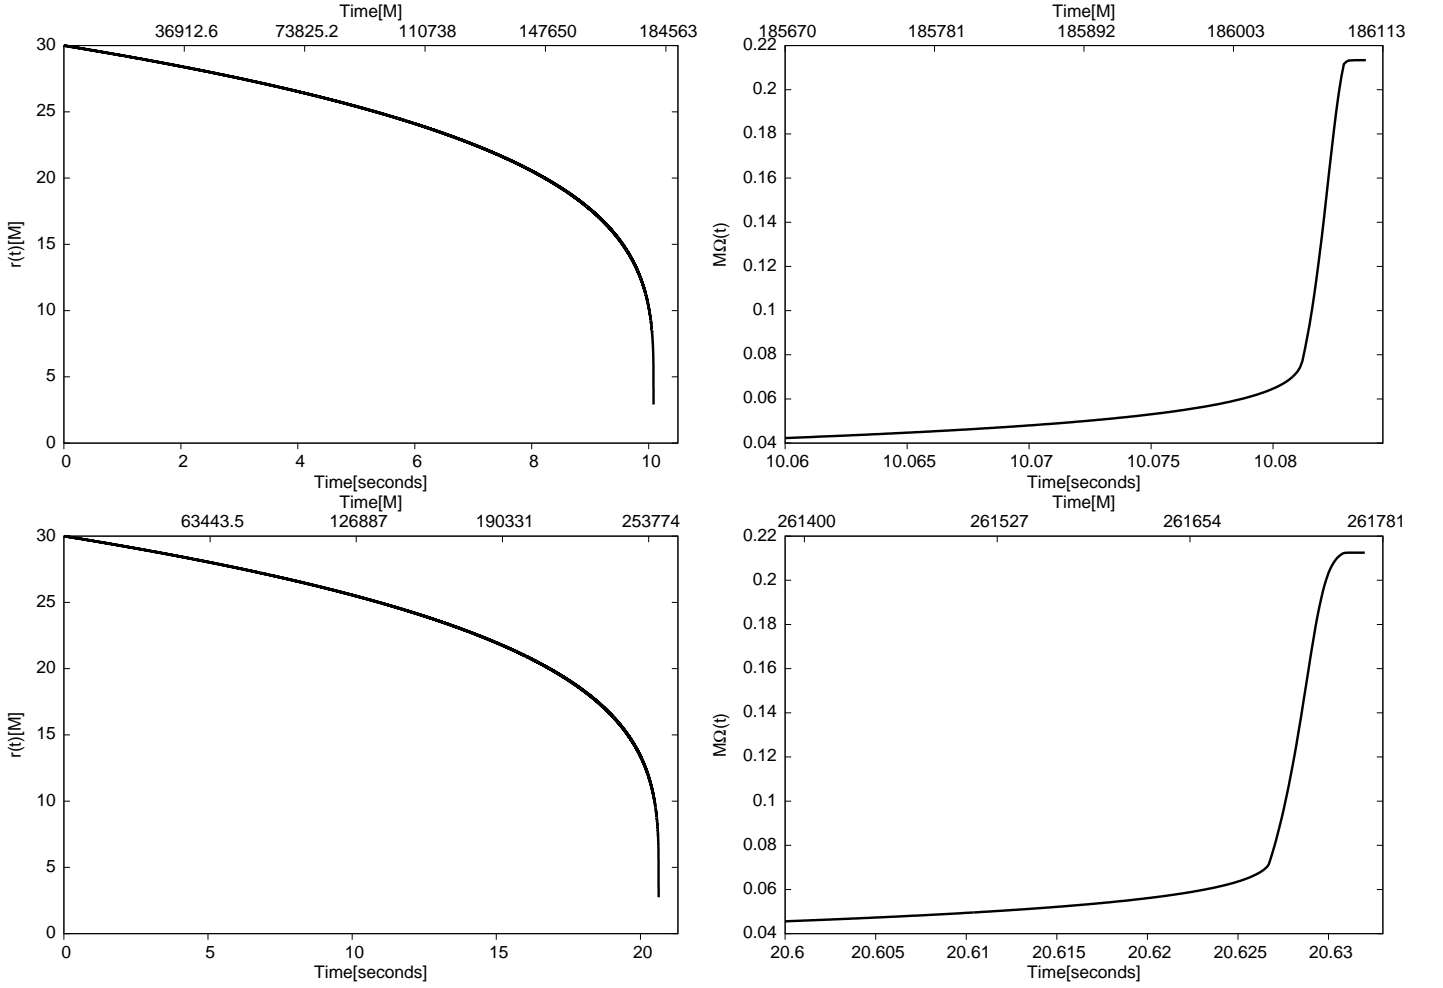 Time[M]
36912.6 73825.2 110738 147650 184563
30
25
20
15
10
5
0
r(t)[M]
0 2 4 6 8 10
Time[seconds]
Time[M]
185670 185781 185892 186003 186113
0.22
0.2
0.18
0.16
0.14
0.12
0.1
0.08
0.06
0.04
MΩ(t)
10.06 10.065 10.07 10.075 10.08
Time[seconds]
Time[M]
63443.5 126887 190331 253774
30
25
20
15
10
5
0
r(t)[M]
0 5 10 15 20
Time[seconds]
Time[M]
261400 261527 261654 261781
0.22
0.2
0.18
0.16
0.14
0.12
0.1
0.08
0.06
0.04
MΩ(t)
20.6 20.605 20.61 20.615 20.62 20.625 20.63
Time[seconds]